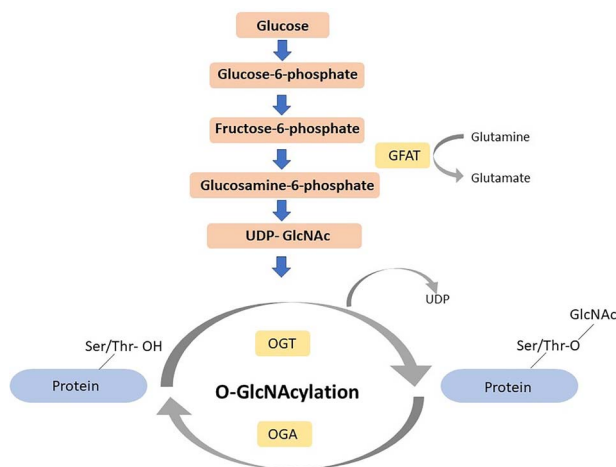 Glucose
Glucose-6-phosphate
Fructose-6-phosphate
GFAT
Glutamine
Glutamate
Glucosamine-6-phosphate
UDP- GlcNAc
UDP
GlcNAc
Ser/Thr- OH
Ser/Thr-O
OGT
Protein
O-GlcNAcylation
Protein
OGA